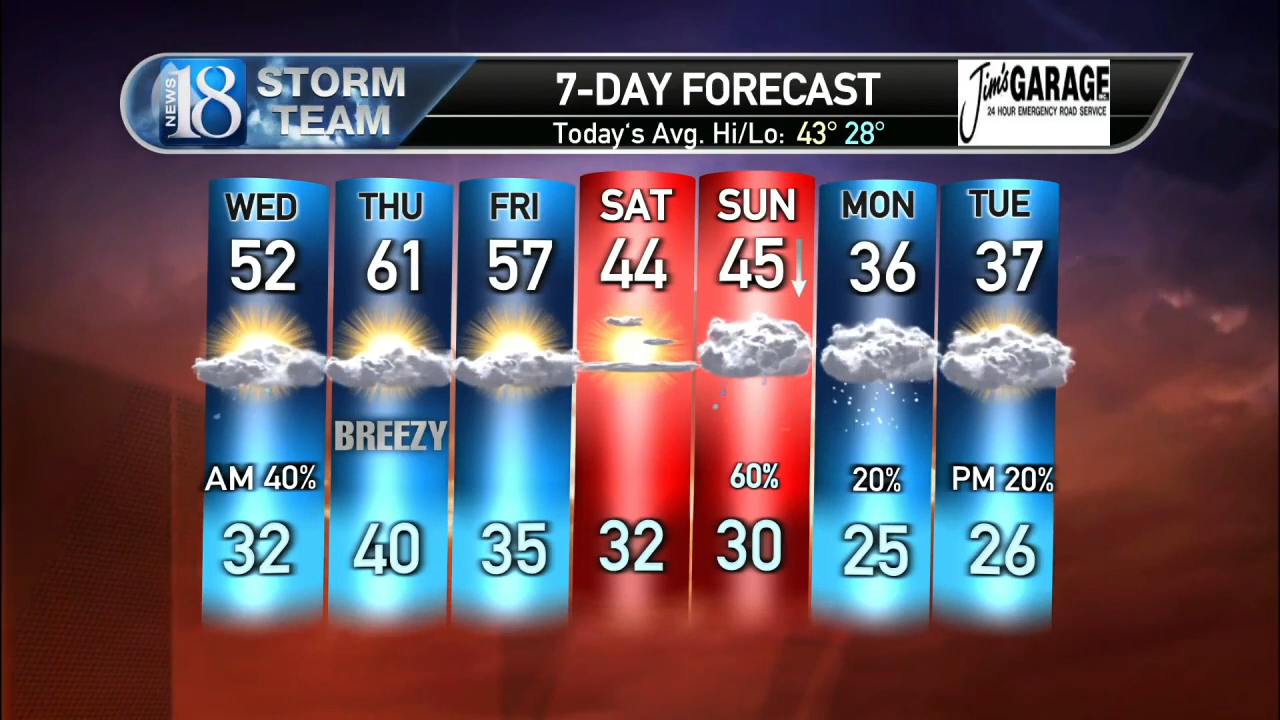 NEWS 18 STORM TEAM
7-DAY FORECAST
Today's Avg. Hi/Lo: 43° 28°
Jim's GARAGE INC.
24 HOUR EMERGENCY ROAD SERVICE
WED THU FRI SAT SUN MON TUE
52 61 57 44 45 36 37
BREEZY
AM 40% 60% 20% PM 20%
32 40 35 32 30 25 26